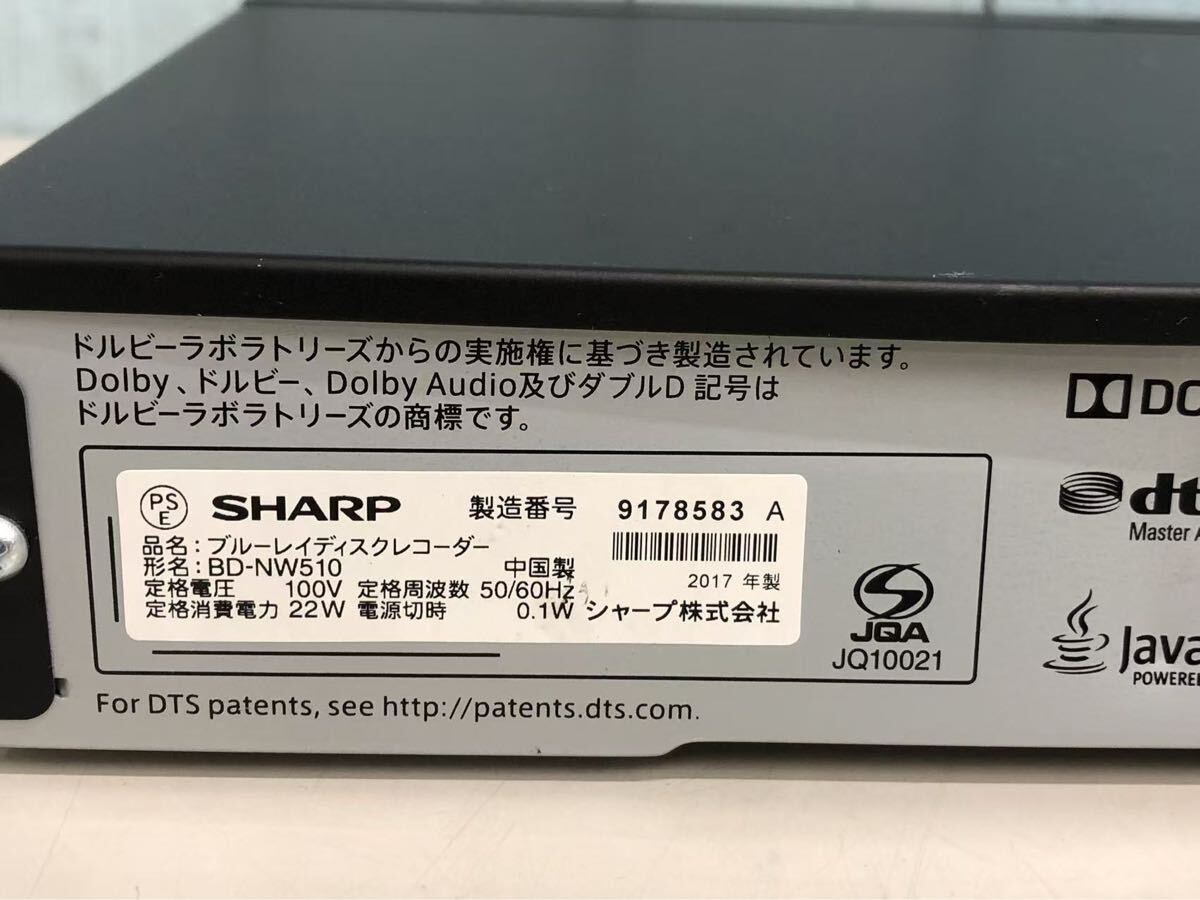 ドルビーラボラトリーズからの実施権に基づき製造されています。
Dolby、ドルビー、Dolby Audio及びダブルD 記号は
ドルビーラボラトリーズの商標です。
PS
E
SHARP 製造番号 9178583 A
品名：ブルーレイディスクレコーダー
形名：BD-NW510 中国製
2017 年製
定格電圧 100V 定格周波数 50/60Hz
定格消費電力 22W 電源切時 0.1W シャープ株式会社
JQA
JQ10021
For DTS patents, see http://patents.dts.com.
Master
Java